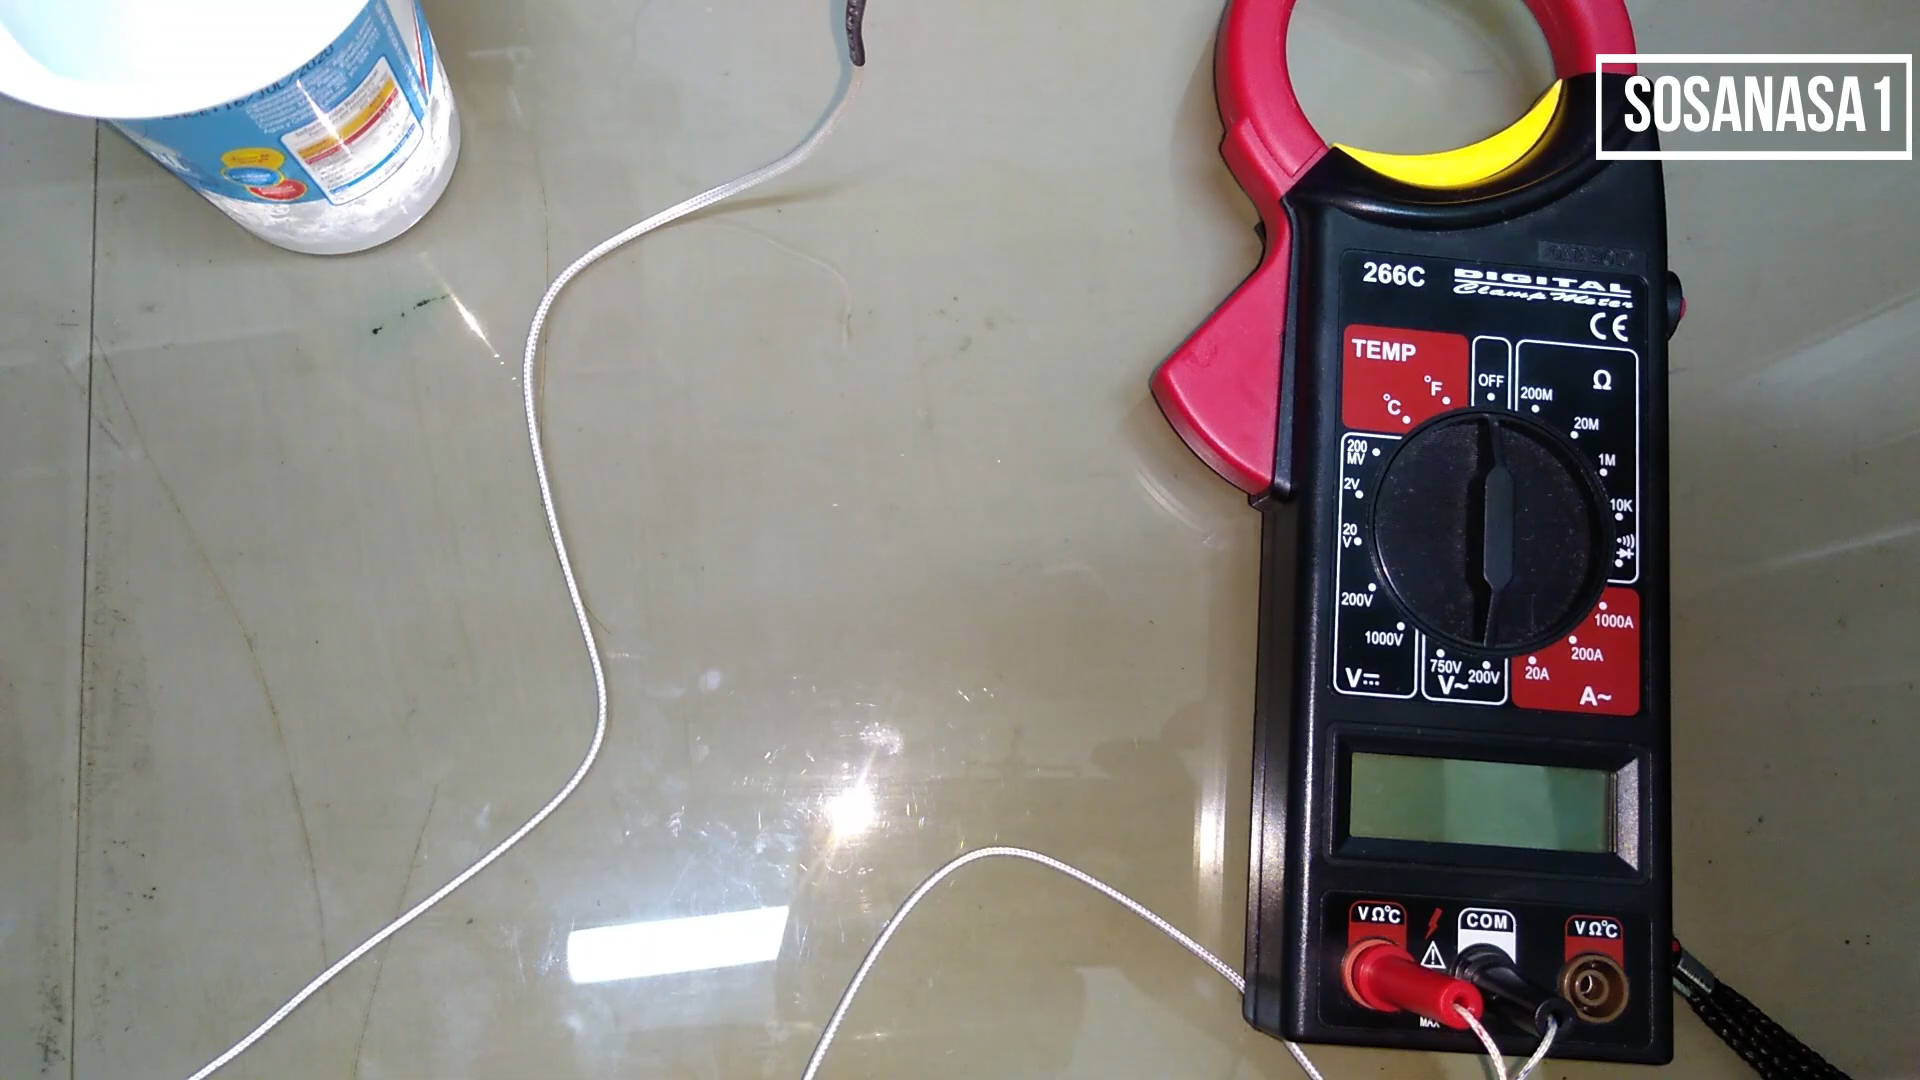 SOSANASA1
266C
DIGITAL
Clamp Meter
CE
TEMP
°F
°C
OFF
Ω
200M
20M
1M
10K
200
MV
2V
20
V
200V
1000V
V
750V
200V
V~
1000A
200A
20A
A~
VΩ°C
COM
VΩ°C
MAX